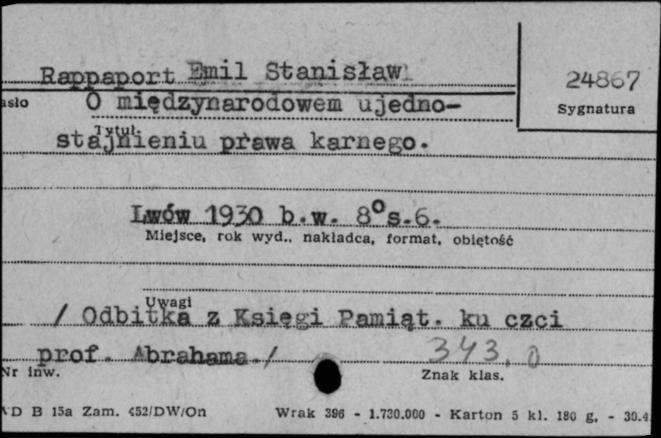 Rappaport Emil Stanisław
24867
asło
O międzynarodowem ujedno-
Sygnatura
Tytuł
stajnieniu prawa karnego.
Lwów 1930 b.w. 8°s.6.
Miejsce, rok wyd., nakładca, format, objętość
Uwagi
/ Odbitka z Księgi Pamiąt. ku czci
prof. Abrahama./
343.0
Nr inw.
Znak klas.
D B 15a Zam. 452/DW/On Wrak 396 - 1.730.000 - Karton 5 kl. 180 g. - 30.4